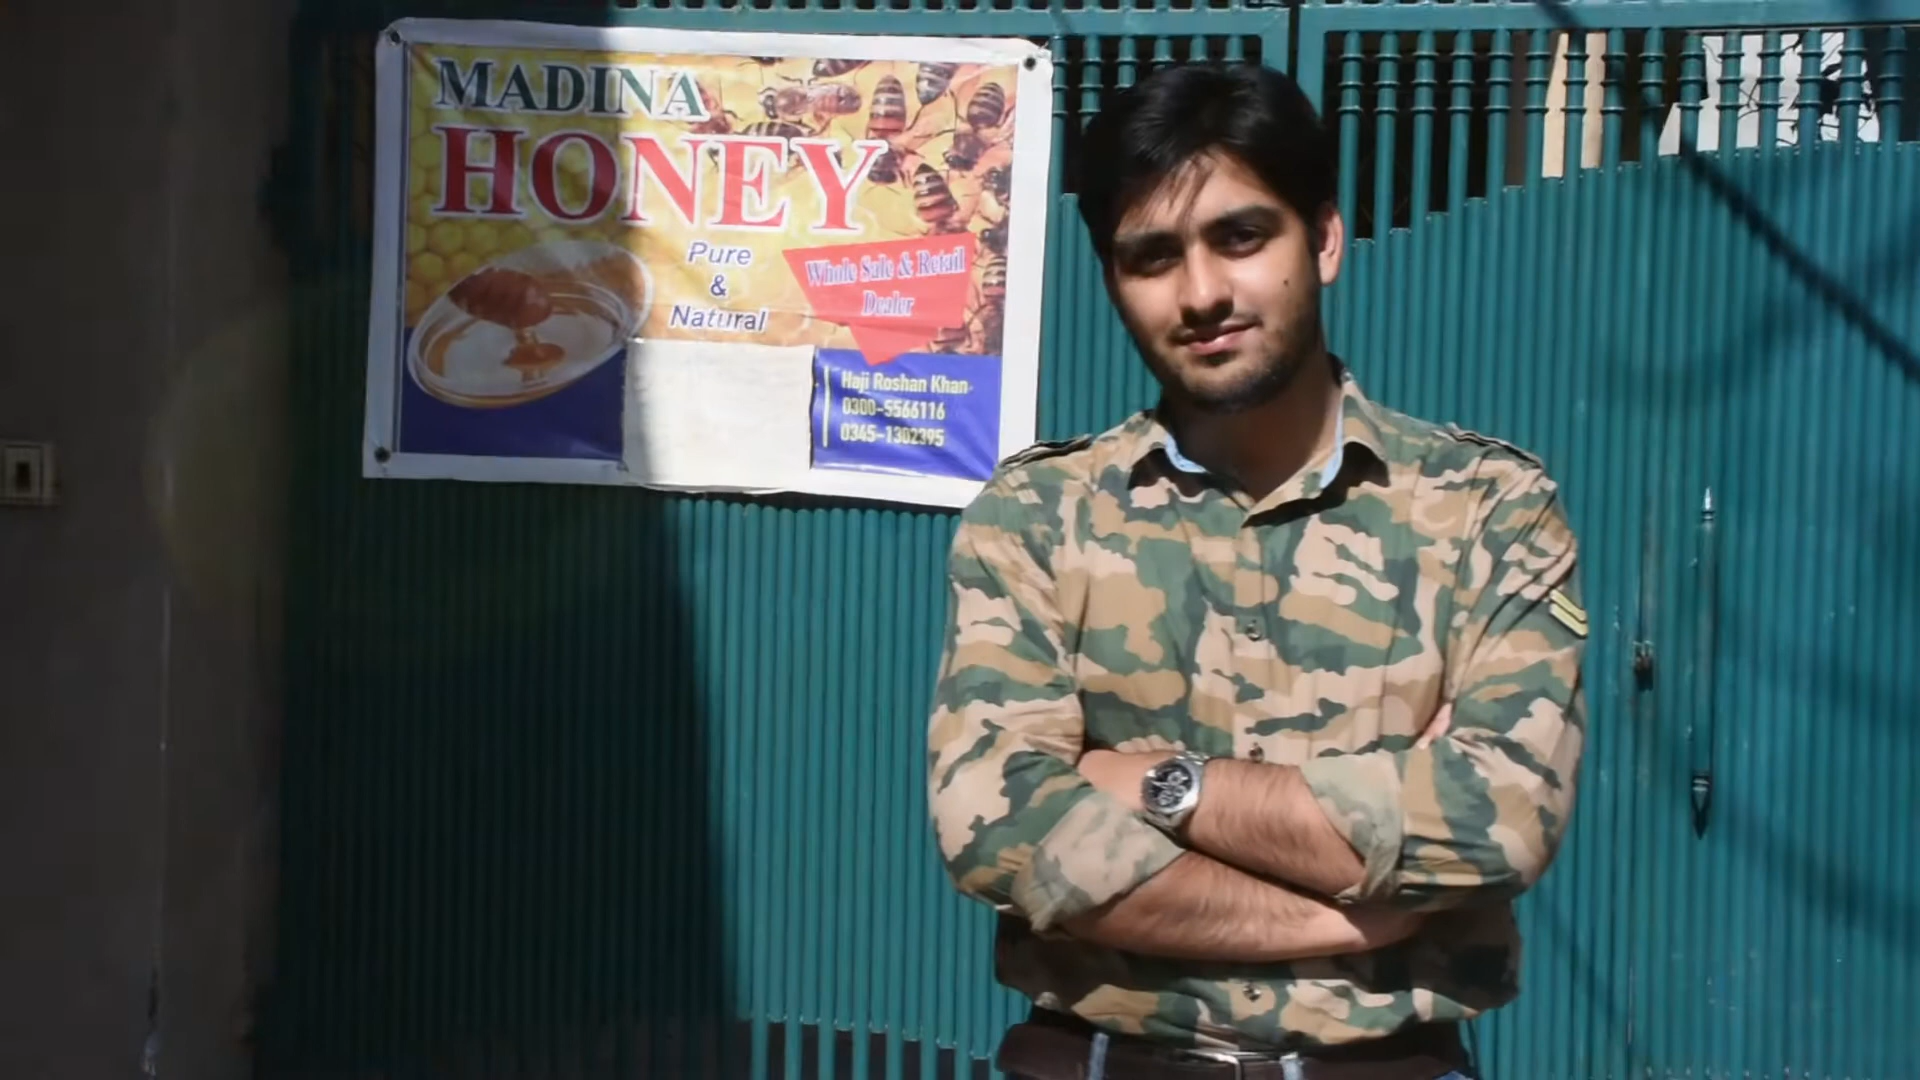 MADINA
HONEY
Pure
&
Natural
Whole Sale & Retail
Dealer
Haji Roshan Khan
0300-5566116
0345-1302395